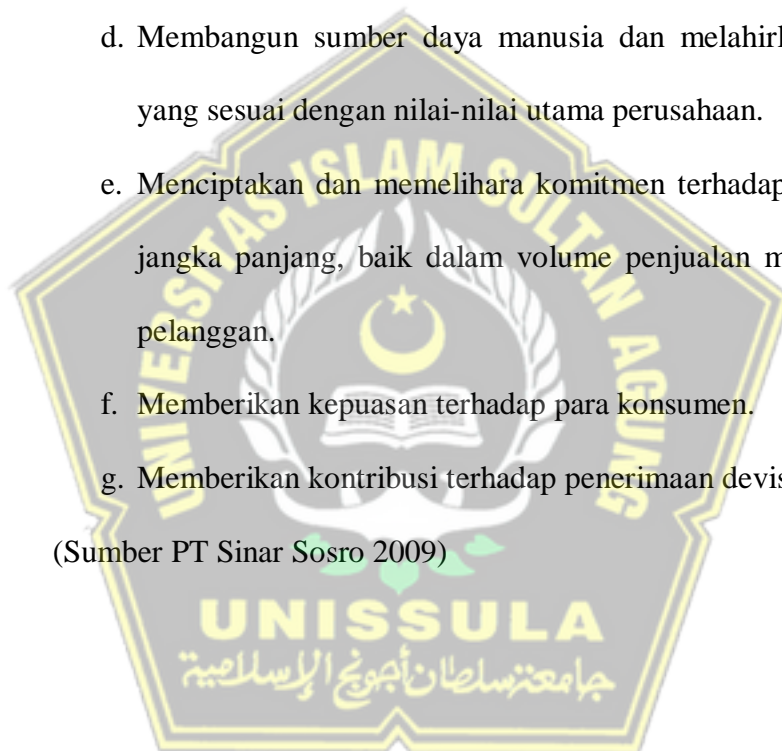 d. Membangun sumber daya manusia dan
yang sesuai dengan nilai-nilai utama perusahaan.
e. Menciptakan dan memelihara komitmen terhadap
jangka panjang, baik dalam volume penjualan
pelanggan.
f. Memberikan kepuasan terhadap para konsumen.
g. Memberikan kontribusi terhadap penerimaan
(Sumber PT Sinar Sosro 2009)
UNIVERSITAS ISLAM SULTAN AGUNG
UNISSULA
جامعة سلطان أجونج الإسلامية